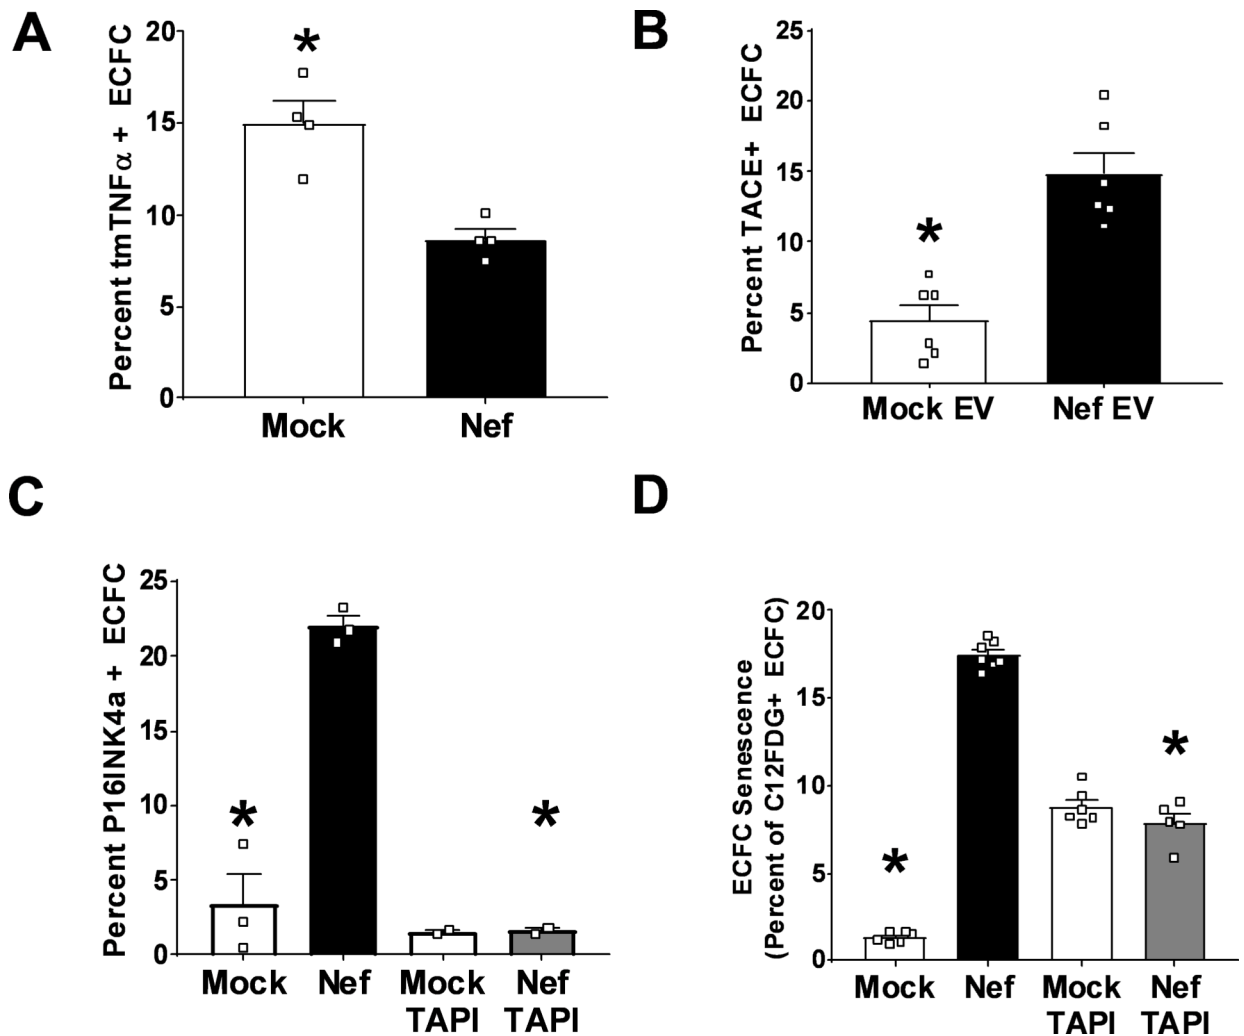 A
Percent tmTNFα + ECFC
20
15
10
5
0
*
Mock
Nef
B
Percent TACE+ ECFC
25
20
15
10
5
0
*
Mock EV
Nef EV
C
Percent P16INK4a + ECFC
25
20
15
10
5
0
*
*
Mock
Nef
Mock
TAPI
Nef
TAPI
D
ECFC Senescence
(Percent of C12FDG+ ECFC)
20
15
10
5
0
*
*
Mock
Nef
Mock
TAPI
Nef
TAPI